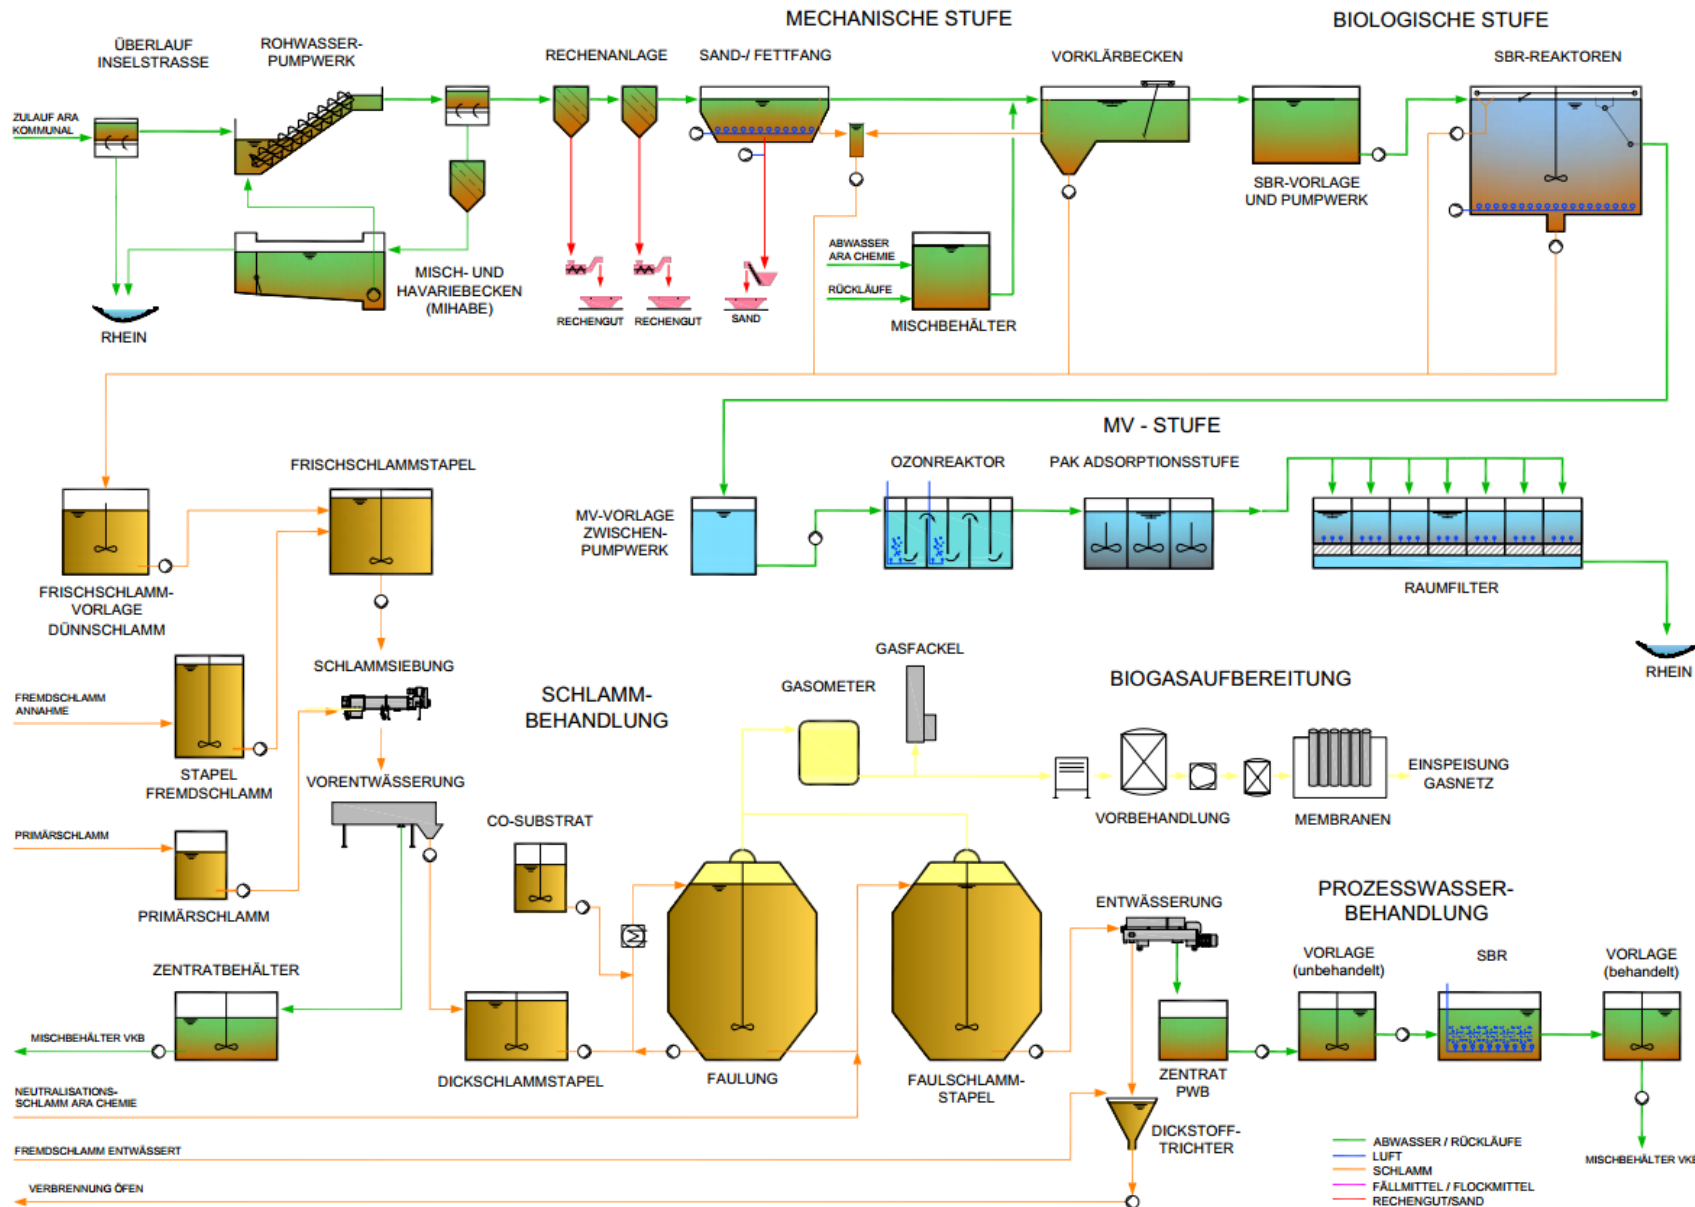 MECHANISCHE STUFE
BIOLOGISCHE STUFE
ÜBERLAUF
INSELSTRASSE
ROHWASSER-
PUMPWERK
RECHENANLAGE
SAND-/ FETTFANG
VORKLÄRBECKEN
SBR-REAKTOREN
ZULAUF ARA
KOMMUNAL
SBR-VORLAGE
UND PUMPWERK
ABWASSER
ARA CHEMIE
RÜCKLÄUFE
MISCHBEHÄLTER
MISCH- UND
HAVARIEBECKEN
(MIHABE)
RHEIN
RECHENGUT
RECHENGUT
SAND
MV - STUFE
FRISCHSCHLAMMSTAPEL
OZONREAKTOR
PAK ADSORPTIONSSTUFE
MV-VORLAGE
ZWISCHEN-
PUMPWERK
RAUMFILTER
RHEIN
FRISCHSCHLAMM-
VORLAGE
DÜNNSCHLAMM
SCHLAMMSIEBUNG
FREMDSCHLAMM
ANNAHME
STAPEL
FREMDSCHLAMM
SCHLAMM-
BEHANDLUNG
GASOMETER
GASFACKEL
BIOGASAUFBEREITUNG
EINSPEISUNG
GASNETZ
VORBEHANDLUNG
MEMBRANEN
VORENTWÄSSERUNG
CO-SUBSTRAT
PRIMÄRSCHLAMM
PRIMÄRSCHLAMM
ENTWÄSSERUNG
PROZESSWASSER-
BEHANDLUNG
VORLAGE
(unbehandelt)
SBR
VORLAGE
(behandelt)
ZENTRATBEHÄLTER
MISCHBEHÄLTER VKB
DICKSCHLAMMSTAPEL
FAULUNG
FAULSCHLAMM-
STAPEL
ZENTRAT
PWB
NEUTRALISATIONS-
SCHLAMM ARA CHEMIE
DICKSTOFF-
TRICHTER
FREMDSCHLAMM ENTWÄSSERT
VERBRENNUNG ÖFEN
ABWASSER / RÜCKLÄUFE
LUFT
SCHLAMM
FÄLLMITTEL / FLOCKMITTEL
RECHENGUT/SAND
MISCHBEHÄLTER VKB